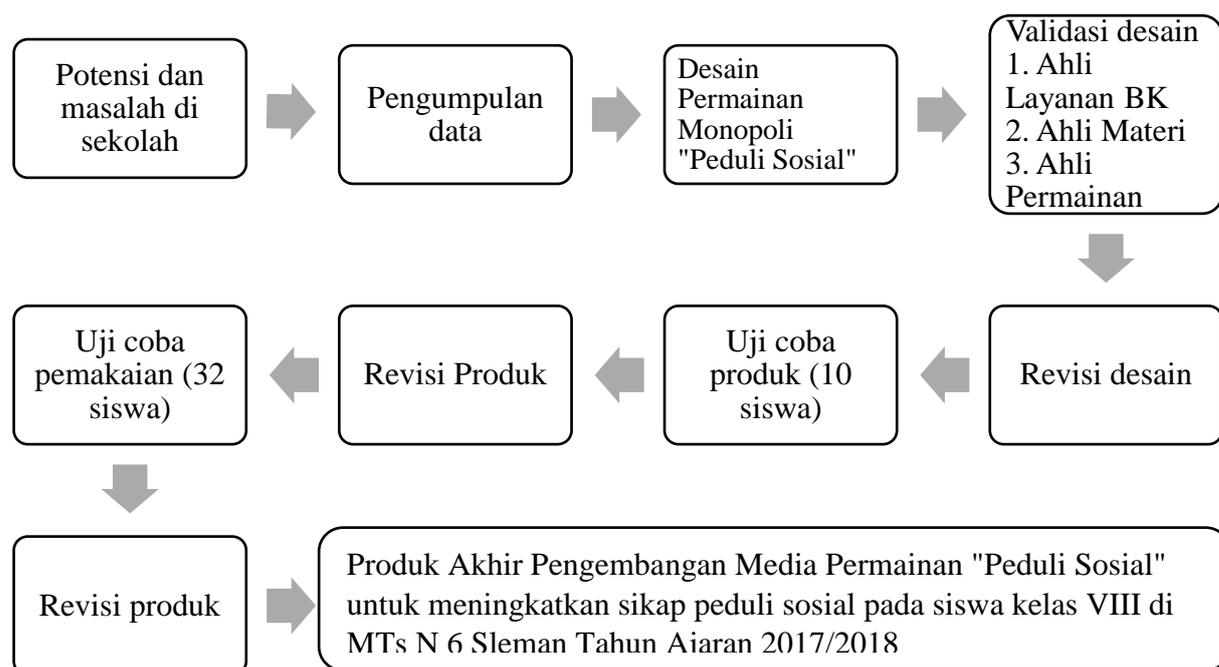 Potensi dan
masalah di
sekolah
Pengumpulan
data
Desain
Permainan
Monopoli
"Peduli Sosial"
Validasi desain
1. Ahli
Layanan BK
2. Ahli Materi
3. Ahli
Permainan
Revisi desain
Uji coba
produk (10
siswa)
Revisi Produk
Uji coba
pemakaian (32
siswa)
Revisi produk
Produk Akhir Pengembangan Media Permainan "Peduli Sosial"
untuk meningkatkan sikap peduli sosial pada siswa kelas VIII di
MTs N 6 Sleman Tahun Ajaran 2017/2018